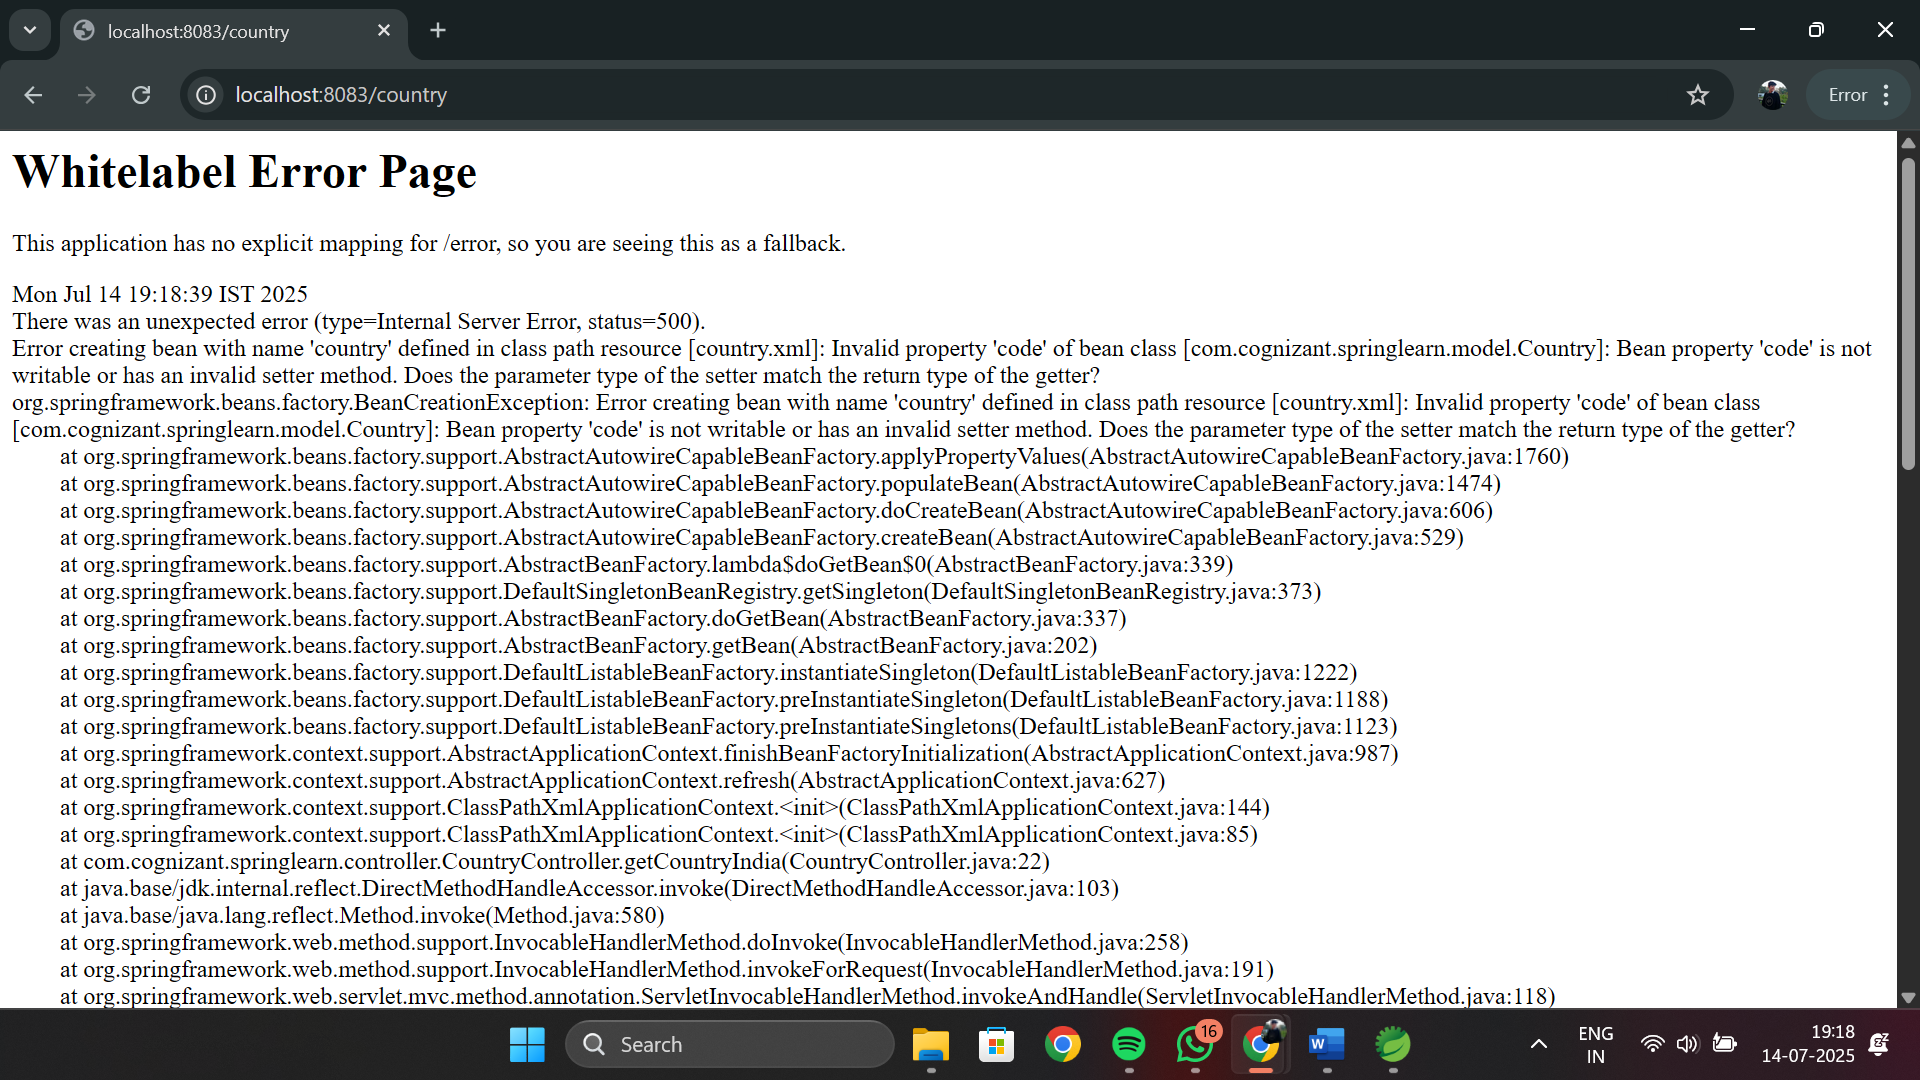 localhost:8083/country
localhost:8083/country
Error
Whitelabel Error Page
This application has no explicit mapping for /error, so you are seeing this as a fallback.
Mon Jul 14 19:18:39 IST 2025
There was an unexpected error (type=Internal Server Error, status=500).
Error creating bean with name 'country' defined in class path resource [country.xml]: Invalid property 'code' of bean class [com.cognizant.springlearn.model.Country]: Bean property 'code' is not
writable or has an invalid setter method. Does the parameter type of the setter match the return type of the getter?
org.springframework.beans.factory.BeanCreationException: Error creating bean with name 'country' defined in class path resource [country.xml]: Invalid property 'code' of bean class
[com.cognizant.springlearn.model.Country]: Bean property 'code' is not writable or has an invalid setter method. Does the parameter type of the setter match the return type of the getter?
at org.springframework.beans.factory.support.AbstractAutowireCapableBeanFactory.applyPropertyValues(AbstractAutowireCapableBeanFactory.java:1760)
at org.springframework.beans.factory.support.AbstractAutowireCapableBeanFactory.populateBean(AbstractAutowireCapableBeanFactory.java:1474)
at org.springframework.beans.factory.support.AbstractAutowireCapableBeanFactory.doCreateBean(AbstractAutowireCapableBeanFactory.java:606)
at org.springframework.beans.factory.support.AbstractAutowireCapableBeanFactory.createBean(AbstractAutowireCapableBeanFactory.java:529)
at org.springframework.beans.factory.support.AbstractBeanFactory.lambda$doGetBean$0(AbstractBeanFactory.java:339)
at org.springframework.beans.factory.support.DefaultSingletonBeanRegistry.getSingleton(DefaultSingletonBeanRegistry.java:373)
at org.springframework.beans.factory.support.AbstractBeanFactory.doGetBean(AbstractBeanFactory.java:337)
at org.springframework.beans.factory.support.AbstractBeanFactory.getBean(AbstractBeanFactory.java:202)
at org.springframework.beans.factory.support.DefaultListableBeanFactory.instantiateSingleton(DefaultListableBeanFactory.java:1222)
at org.springframework.beans.factory.support.DefaultListableBeanFactory.preInstantiateSingleton(DefaultListableBeanFactory.java:1188)
at org.springframework.beans.factory.support.DefaultListableBeanFactory.preInstantiateSingletons(DefaultListableBeanFactory.java:1123)
at org.springframework.context.support.AbstractApplicationContext.finishBeanFactoryInitialization(AbstractApplicationContext.java:987)
at org.springframework.context.support.AbstractApplicationContext.refresh(AbstractApplicationContext.java:627)
at org.springframework.context.support.ClassPathXmlApplicationContext.<init>(ClassPathXmlApplicationContext.java:144)
at org.springframework.context.support.ClassPathXmlApplicationContext.<init>(ClassPathXmlApplicationContext.java:85)
at com.cognizant.springlearn.controller.CountryController.getCountryIndia(CountryController.java:22)
at java.base/jdk.internal.reflect.DirectMethodHandleAccessor.invoke(DirectMethodHandleAccessor.java:103)
at java.base/java.lang.reflect.Method.invoke(Method.java:580)
at org.springframework.web.method.support.InvocableHandlerMethod.doInvoke(InvocableHandlerMethod.java:258)
at org.springframework.web.method.support.InvocableHandlerMethod.invokeForRequest(InvocableHandlerMethod.java:191)
at org.springframework.web.servlet.mvc.method.annotation.ServletInvocableHandlerMethod.invokeAndHandle(ServletInvocableHandlerMethod.java:118)
Search
16
W
ENG
IN
19:18
14-07-2025